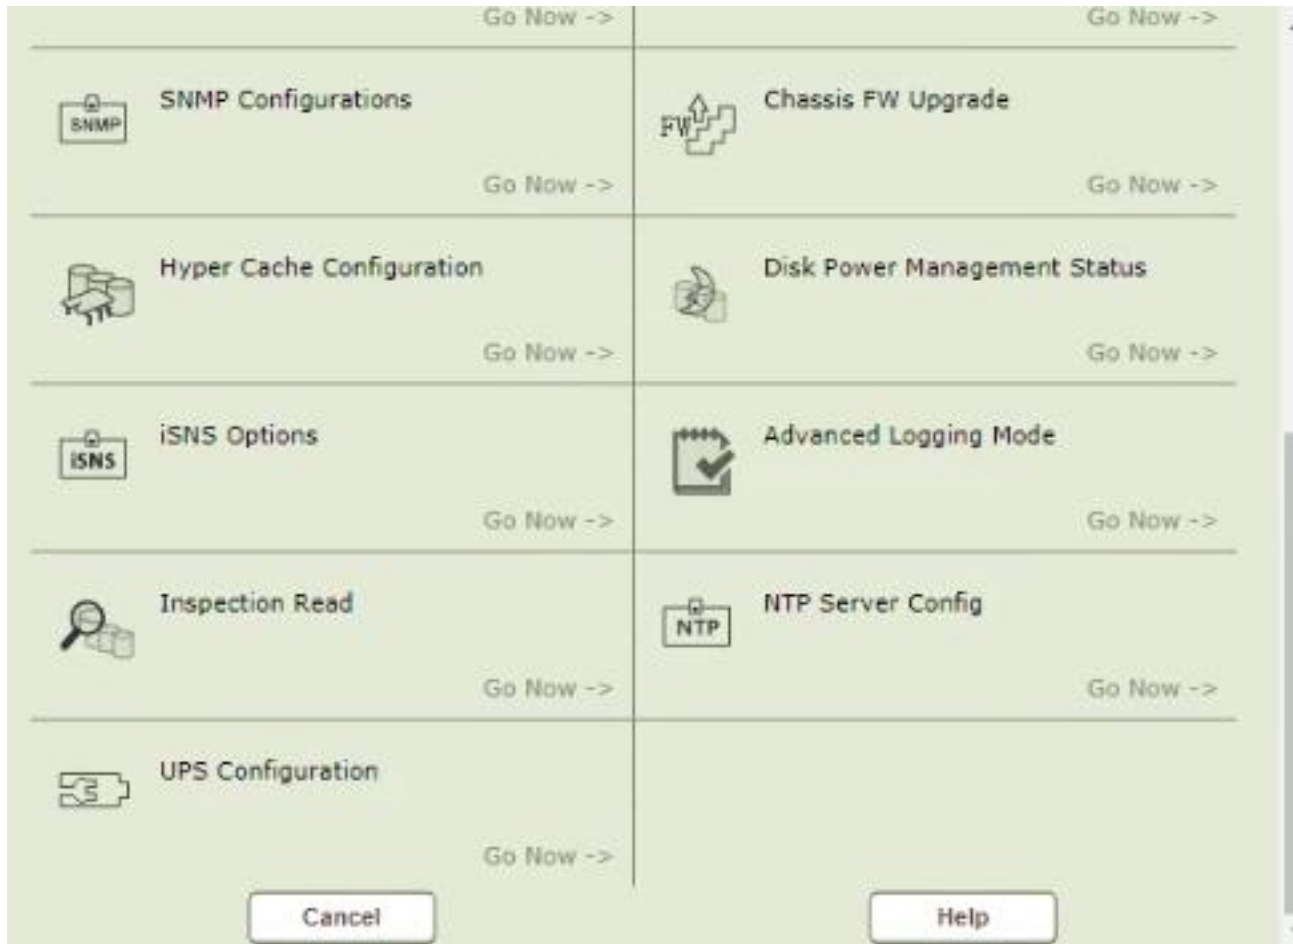 Go Now ->
Go Now ->
SNMP
SNMP Configurations
Go Now ->
FW
Chassis FW Upgrade
Go Now ->
Hyper Cache Configuration
Go Now ->
Disk Power Management Status
Go Now ->
iSNS
iSNS Options
Go Now ->
Advanced Logging Mode
Go Now ->
Inspection Read
Go Now ->
NTP
NTP Server Config
Go Now ->
UPS Configuration
Go Now ->
Cancel
Help